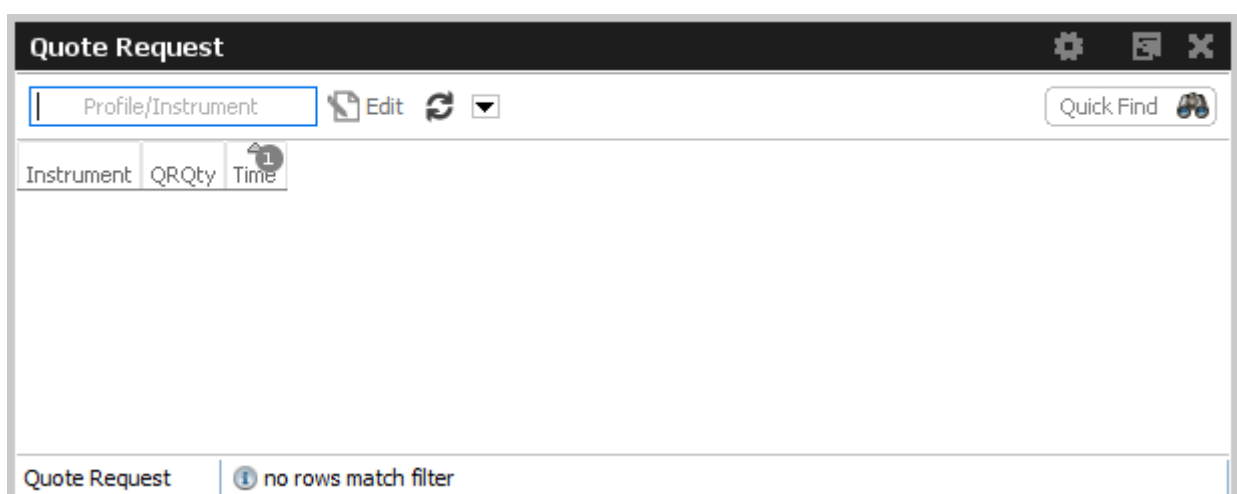 Quote Request
Profile/Instrument Edit Quick Find
Instrument QRQty Time 1
Quote Request no rows match filter